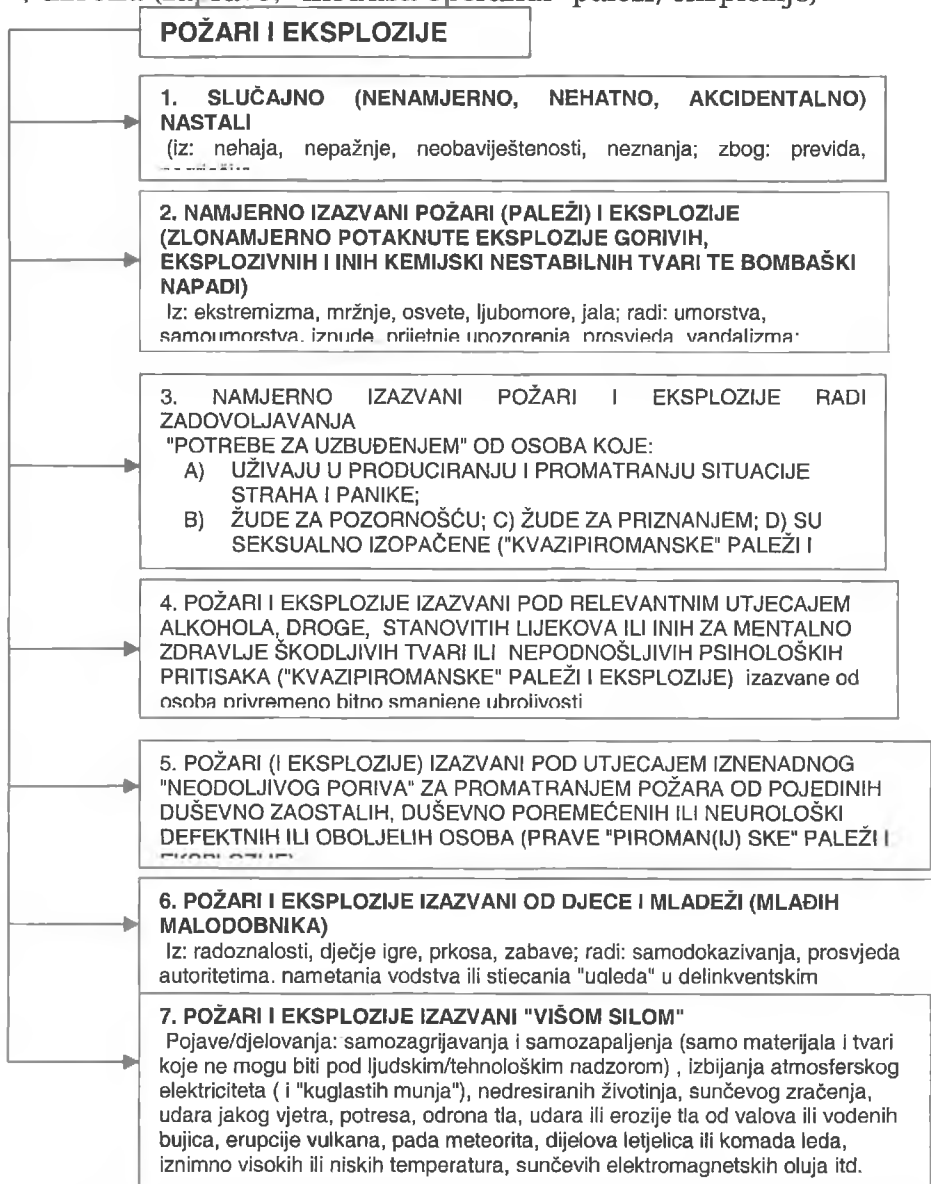 POŽARI I EKSPLOZIJE
1. SLUČAJNO (NENAMJERNO, NEHATNO, AKCIDENTALNO)
NASTALI
(iz: nehaja, nepažnje, neobaviještenosti, neznanja; zbog: previda,
2. NAMJERNO IZAZVANI POŽARI (PALEŽI) I EKSPLOZIJE
(ZLONAMJERNO POTAKNUTE EKSPLOZIJE GORIVIH,
EKSPLOZIVNIH I INIH KEMIJSKI NESTABILNIH TVARI TE BOMBAŠKI
NAPADI)
Iz: ekstremizma, mržnje, osvete, ljubomore, jala; radi: umorstva,
samoumorstva, iznude, prijetnje upozorenja, prosvjeda, vandalizma;
3. NAMJERNO IZAZVANI POŽARI I EKSPLOZIJE RADI
ZADOVOLJAVANJA
"POTREBE ZA UZBUĐENJEM" OD OSOBA KOJE:
A) UŽIVAJU U PRODUCIRANJU I PROMATRANJU SITUACIJE
STRAHA I PANIKE;
B) ŽUDE ZA POZORNOŠĆU; C) ŽUDE ZA PRIZNANJEM; D) SU
SEKSUALNO IZOPAČENE ("KVAZIPIROMANSKE" PALEŽI I
4. POŽARI I EKSPLOZIJE IZAZVANI POD RELEVANTNIM UTJECAJEM
ALKOHOLA, DROGE, STANOVITIH LIJEKOVA ILI INIH ZA MENTALNO
ZDRAVLJE ŠKODLJIVIH TVARI ILI NEPODNOŠLJIVIH PSIHOLOŠKIH
PRITISAKA ("KVAZIPIROMANSKE" PALEŽI I EKSPLOZIJE) izazvane od
osoba privremeno bitno smanjene ubrojivosti
5. POŽARI (I EKSPLOZIJE) IZAZVANI POD UTJECAJEM IZNENADNOG
"NEODOLJIVOG PORIVA" ZA PROMATRANJEM POŽARA OD POJEDINIH
DUŠEVNO ZAOSTALIH, DUŠEVNO POREMEĆENIH ILI NEUROLOŠKI
DEFEKTNIH ILI OBOLJELIH OSOBA (PRAVE "PIROMAN(IJ) SKE" PALEŽI I
6. POŽARI I EKSPLOZIJE IZAZVANI OD DJECE I MLADEŽI (MLAĐIH
MALODOBNIKA)
Iz: radoznalosti, dječje igre, prkosa, zabave; radi: samodokazivanja, prosvjeda
autoritetima, nametanja vodstva ili stjecanja "ugleda" u delinkventskim
7. POŽARI I EKSPLOZIJE IZAZVANI "VIŠOM SILOM"
Pojave/djelovanja: samozagrijavanja i samozapaljenja (samo materijala i tvari
koje ne mogu biti pod ljudskim/tehnološkim nadzorom) , izbijanja atmosferskog
elektriciteta ( i "kuglastih munja"), nedresiranih životinja, sunčevog zračenja,
udara jakog vjetra, potresa, odrona tla, udara ili erozije tla od valova ili vodenih
bujica, erupcije vulkana, pada meteorita, dijelova letjelica ili komada leda,
iznimno visokih ili niskih temperatura, sunčevih elektromagnetskih oluja itd.